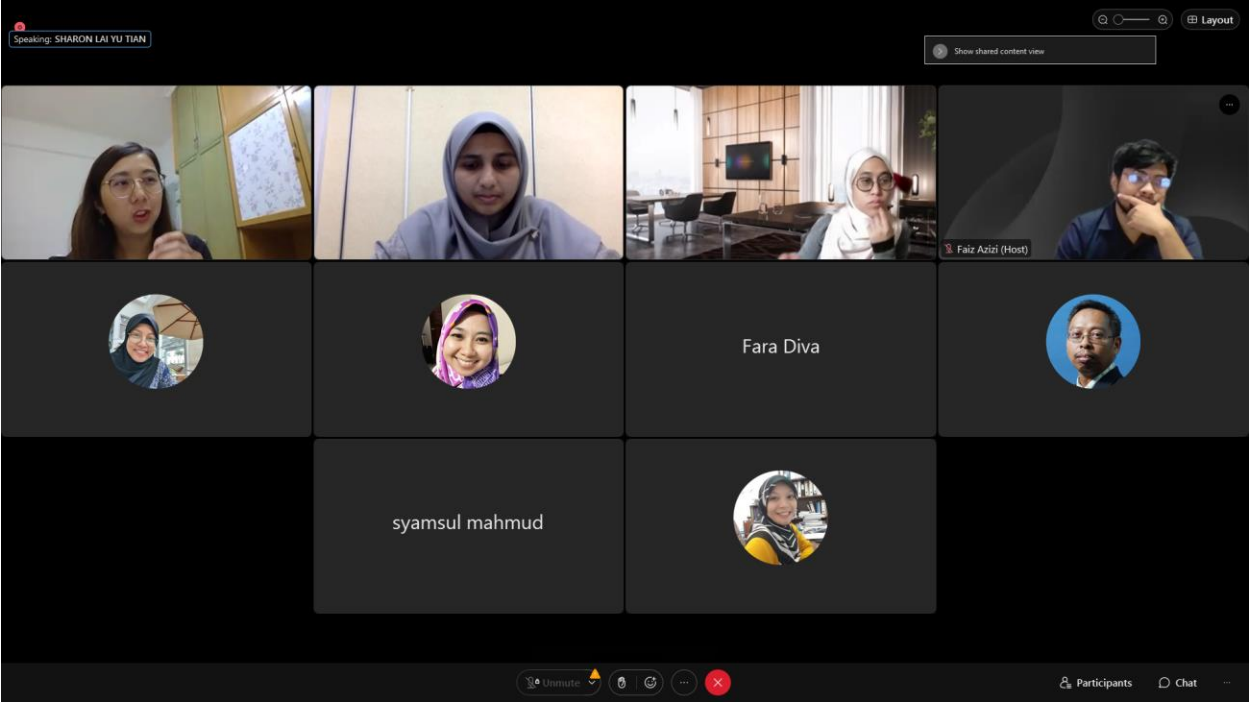 Speaking: SHARON LAI YU TIAN
Layout
Show shared content view
Faiz Azizi (Host)
Fara Diva
syamsul mahmud
Unmute
Participants
Chat